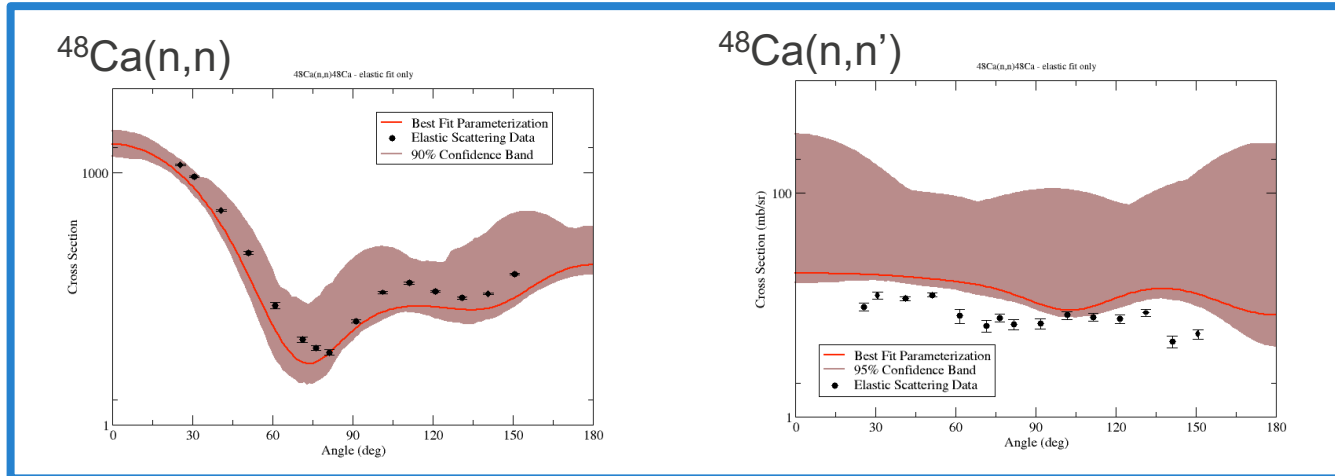 ⁴⁸Ca(n,n)
48Ca(n,n)48Ca - elastic fit only
Best Fit Parameterization
Elastic Scattering Data
90% Confidence Band
1000
1
Cross Section
0 30 60 90 120 150 180
Angle (deg)
⁴⁸Ca(n,n’)
48Ca(n,n)48Ca - elastic fit only
100
1
Cross Section (mb/sr)
Best Fit Parameterization
95% Confidence Band
Elastic Scattering Data
0 30 60 90 120 150 180
Angle (deg)